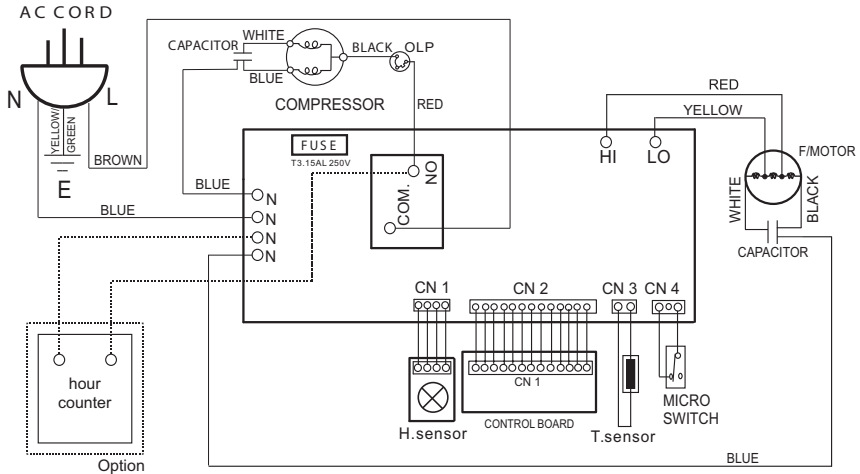 AC CORD
N
L
YELLOW/
GREEN
E
BROWN
CAPACITOR
WHITE
BLUE
COMPRESSOR
BLACK
OLP
RED
FUSE
T3.15AL 250V
COM.
NO
BLUE
N
BLUE
N
N
N
HI
LO
RED
YELLOW
F/MOTOR
WHITE
BLACK
CAPACITOR
CN 1
CN 2
CN 3
CN 4
CN 1
H.sensor
CONTROL BOARD
T.sensor
MICRO
SWITCH
hour
counter
Option
BLUE